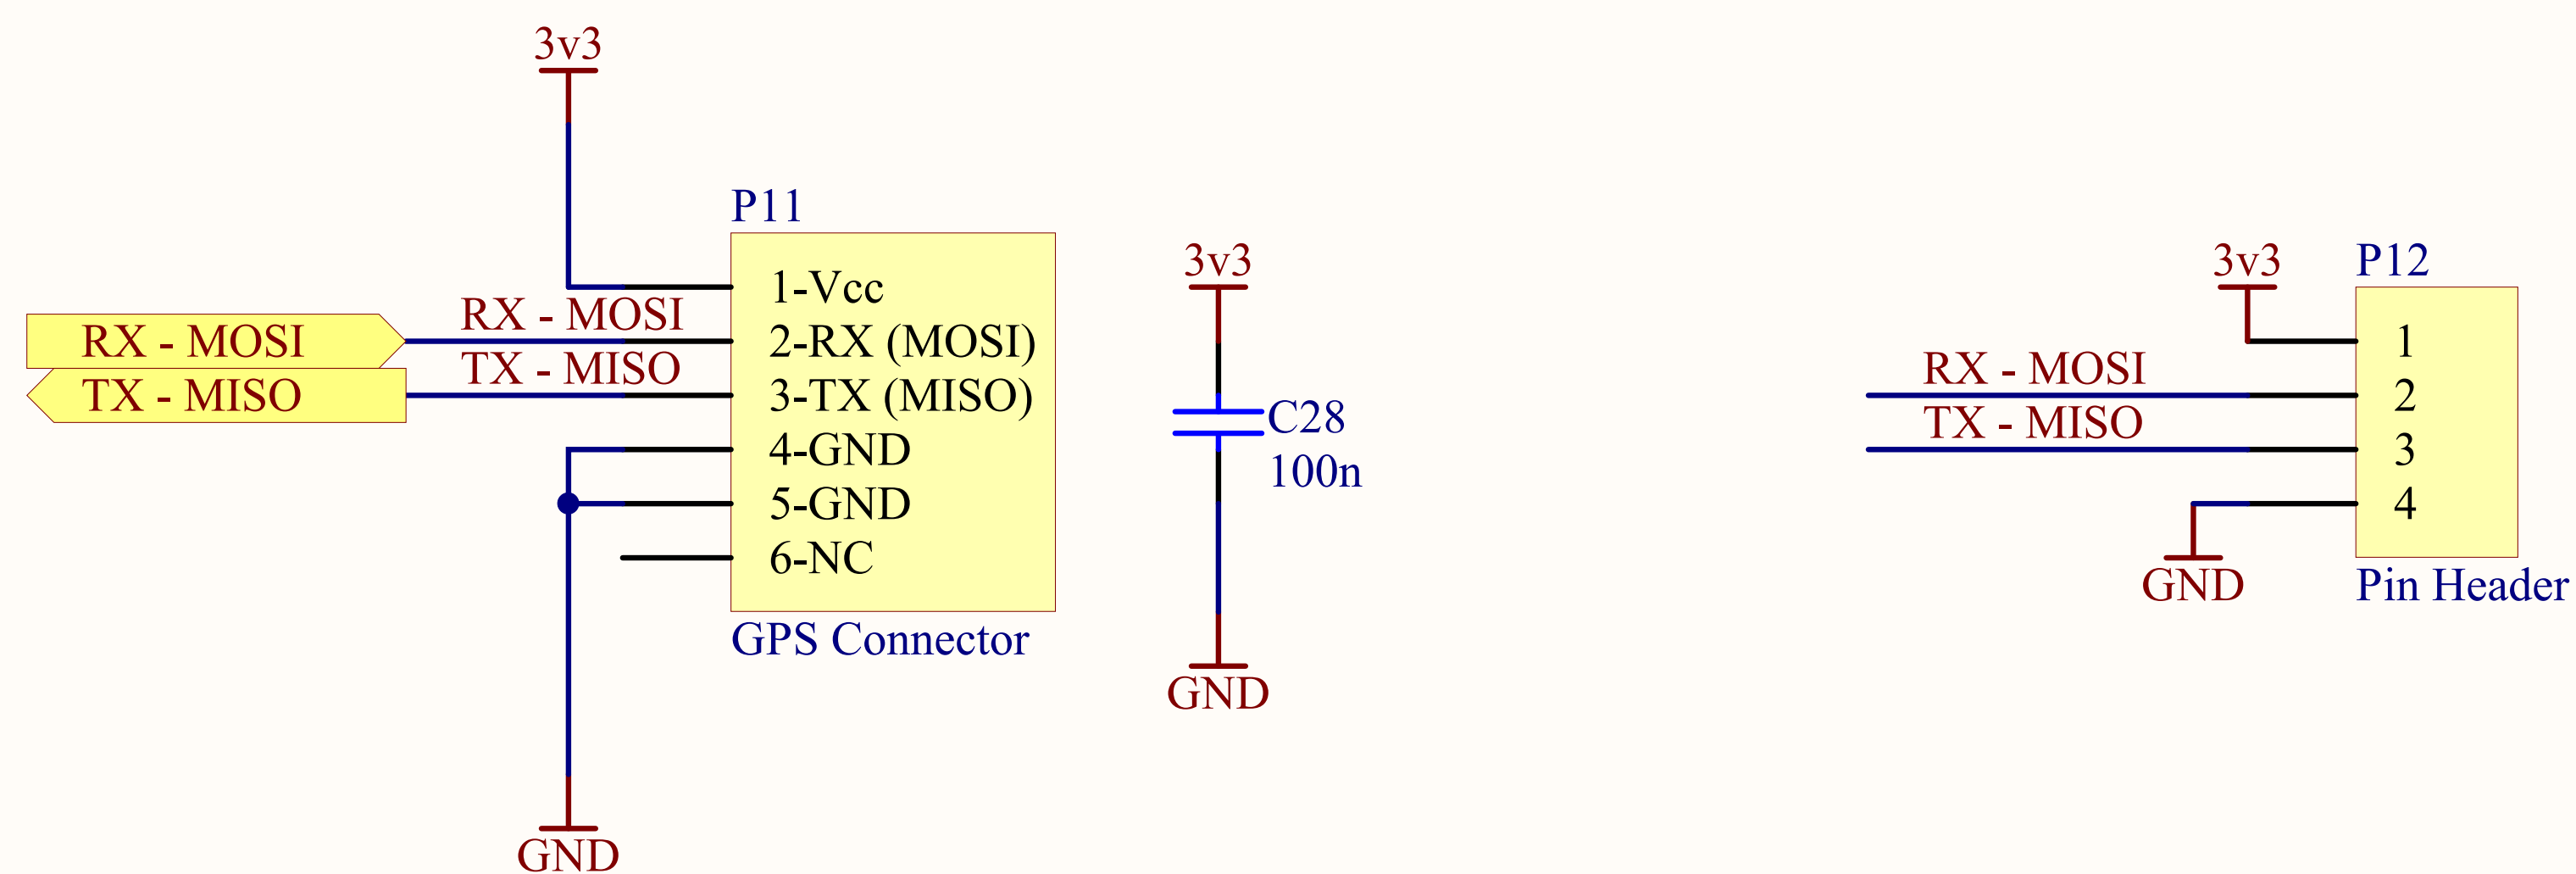 3v3
P11
1-Vcc
RX - MOSI
RX - MOSI
2-RX (MOSI)
TX - MISO
TX - MISO
3-TX (MISO)
4-GND
5-GND
6-NC
GPS Connector
GND
3v3
C28
100n
GND
3v3
P12
1
RX - MOSI
2
TX - MISO
3
4
GND
Pin Header